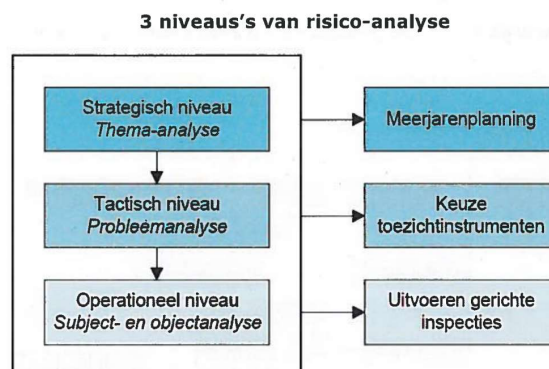 3 niveaus's van risico-analyse
Strategisch niveau
Thema-analyse
Meerjarenplanning
Tactisch niveau
Probleemanalyse
Keuze
toezichtinstrumenten
Operationeel niveau
Subject- en objectanalyse
Uitvoeren gerichte
inspecties